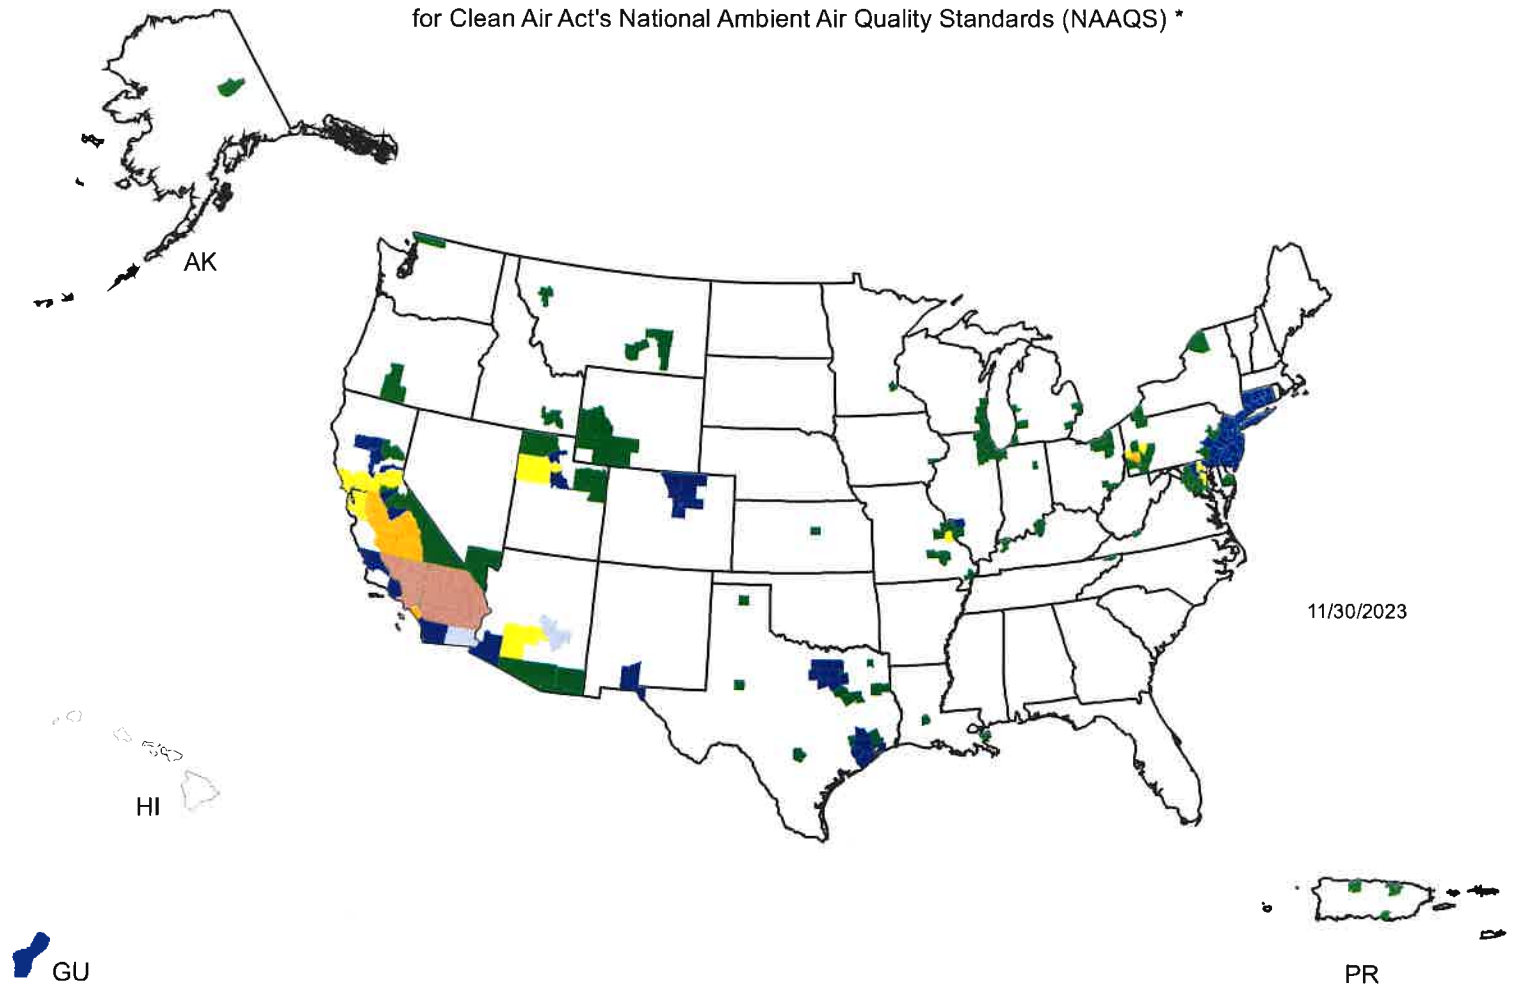 for Clean Air Act's National Ambient Air Quality Standards (NAAQS) *
AK
11/30/2023
HI
GU
PR